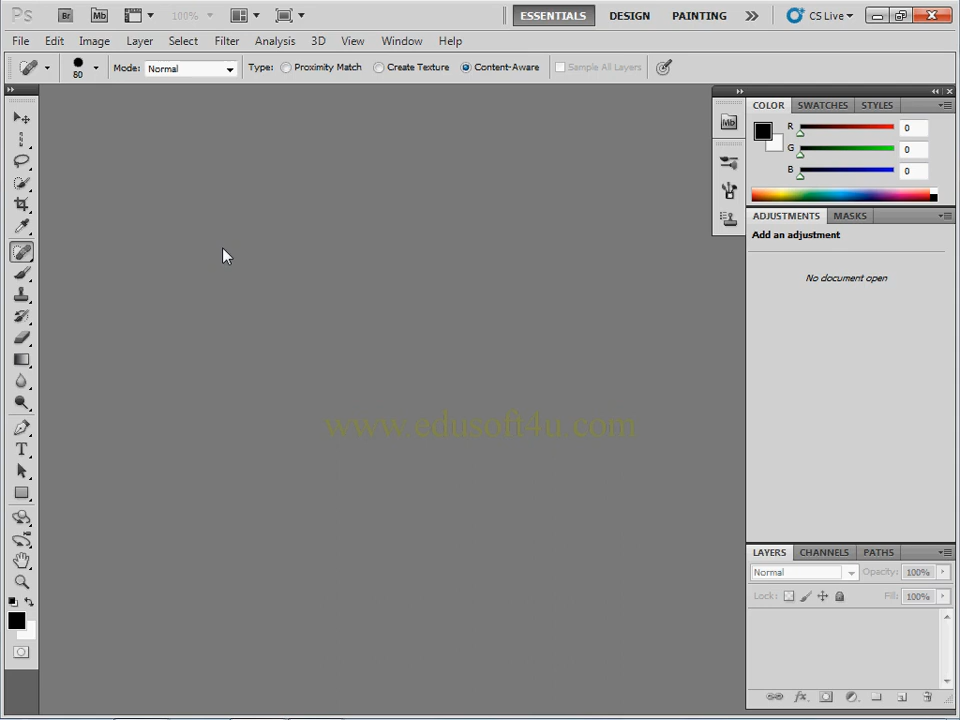 Ps Br Mb 100% ESSENTIALS DESIGN PAINTING CS Live
File Edit Image Layer Select Filter Analysis 3D View Window Help
80 Mode: Normal Type: Proximity Match Create Texture Content-Aware Sample All Layers
COLOR SWATCHES STYLES
Mb
R 0
G 0
B 0
ADJUSTMENTS MASKS
Add an adjustment
No document open
www.edusoft4u.com
T
LAYERS CHANNELS PATHS
Normal Opacity: 100%
Lock: Fill: 100%
fx